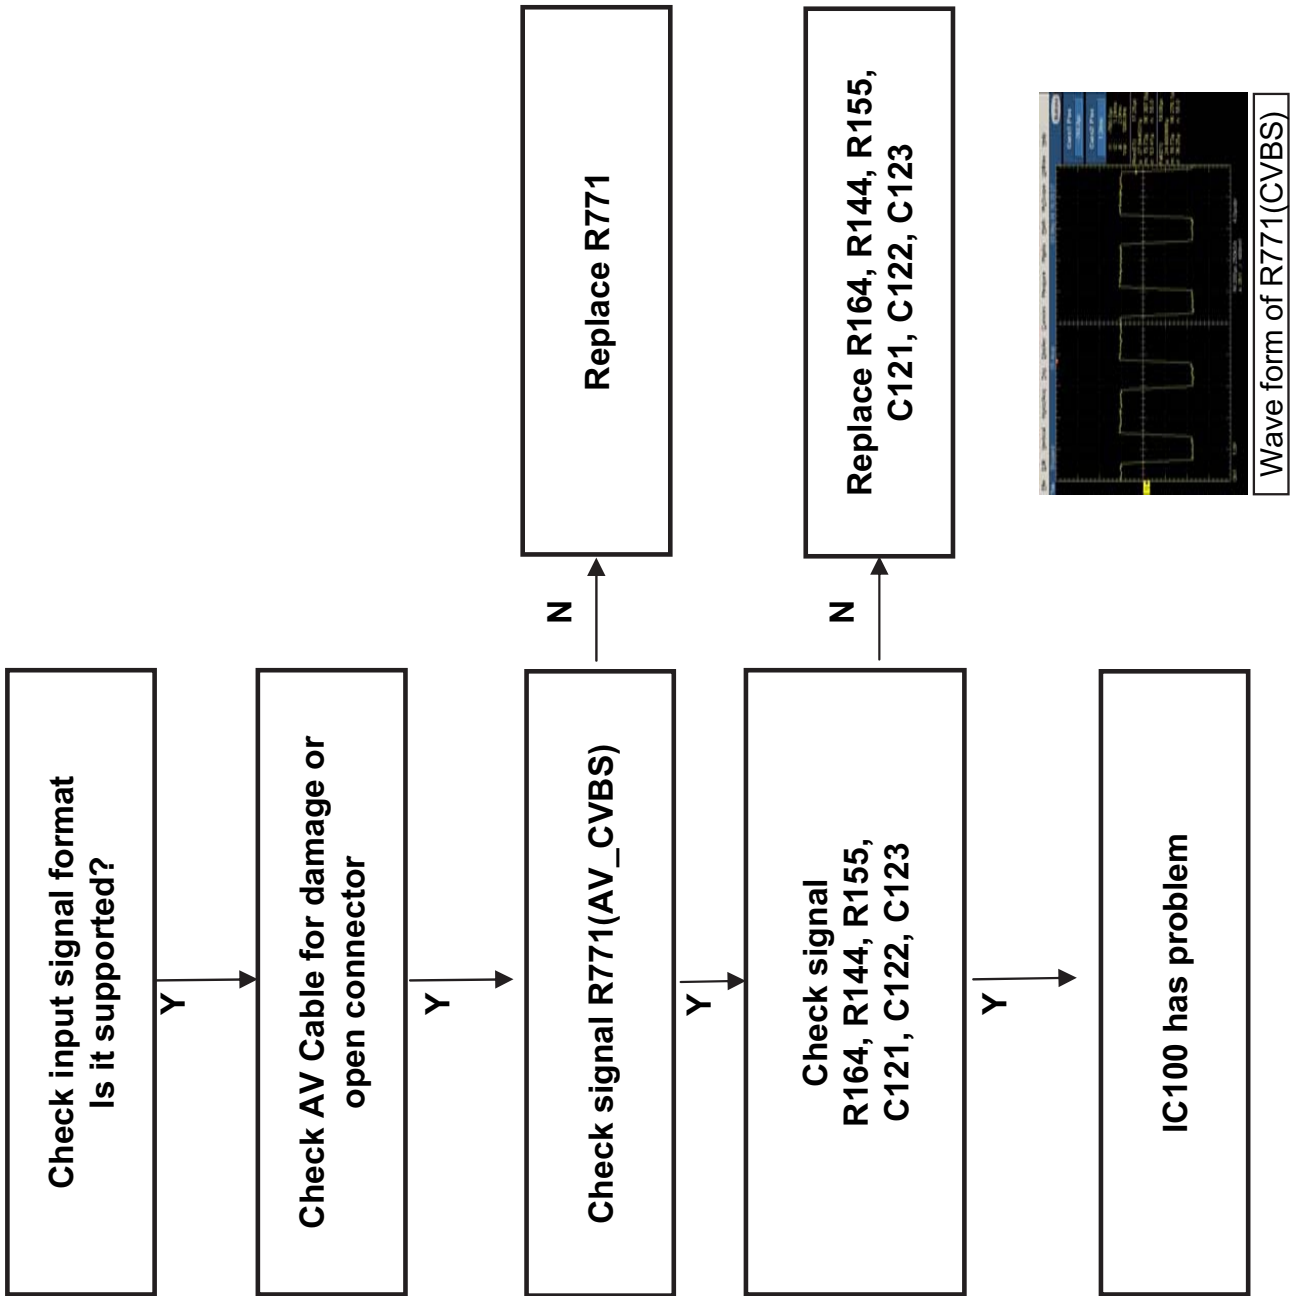 Check input signal format
Is it supported?
Y
Check AV Cable for damage or
open connector
Y
Check signal R771(AV_CVBS)
N
Replace R771
Y
Check signal
R164, R144, R155,
C121, C122, C123
N
Replace R164, R144, R155,
C121, C122, C123
Y
IC100 has problem
Wave form of R771(CVBS)